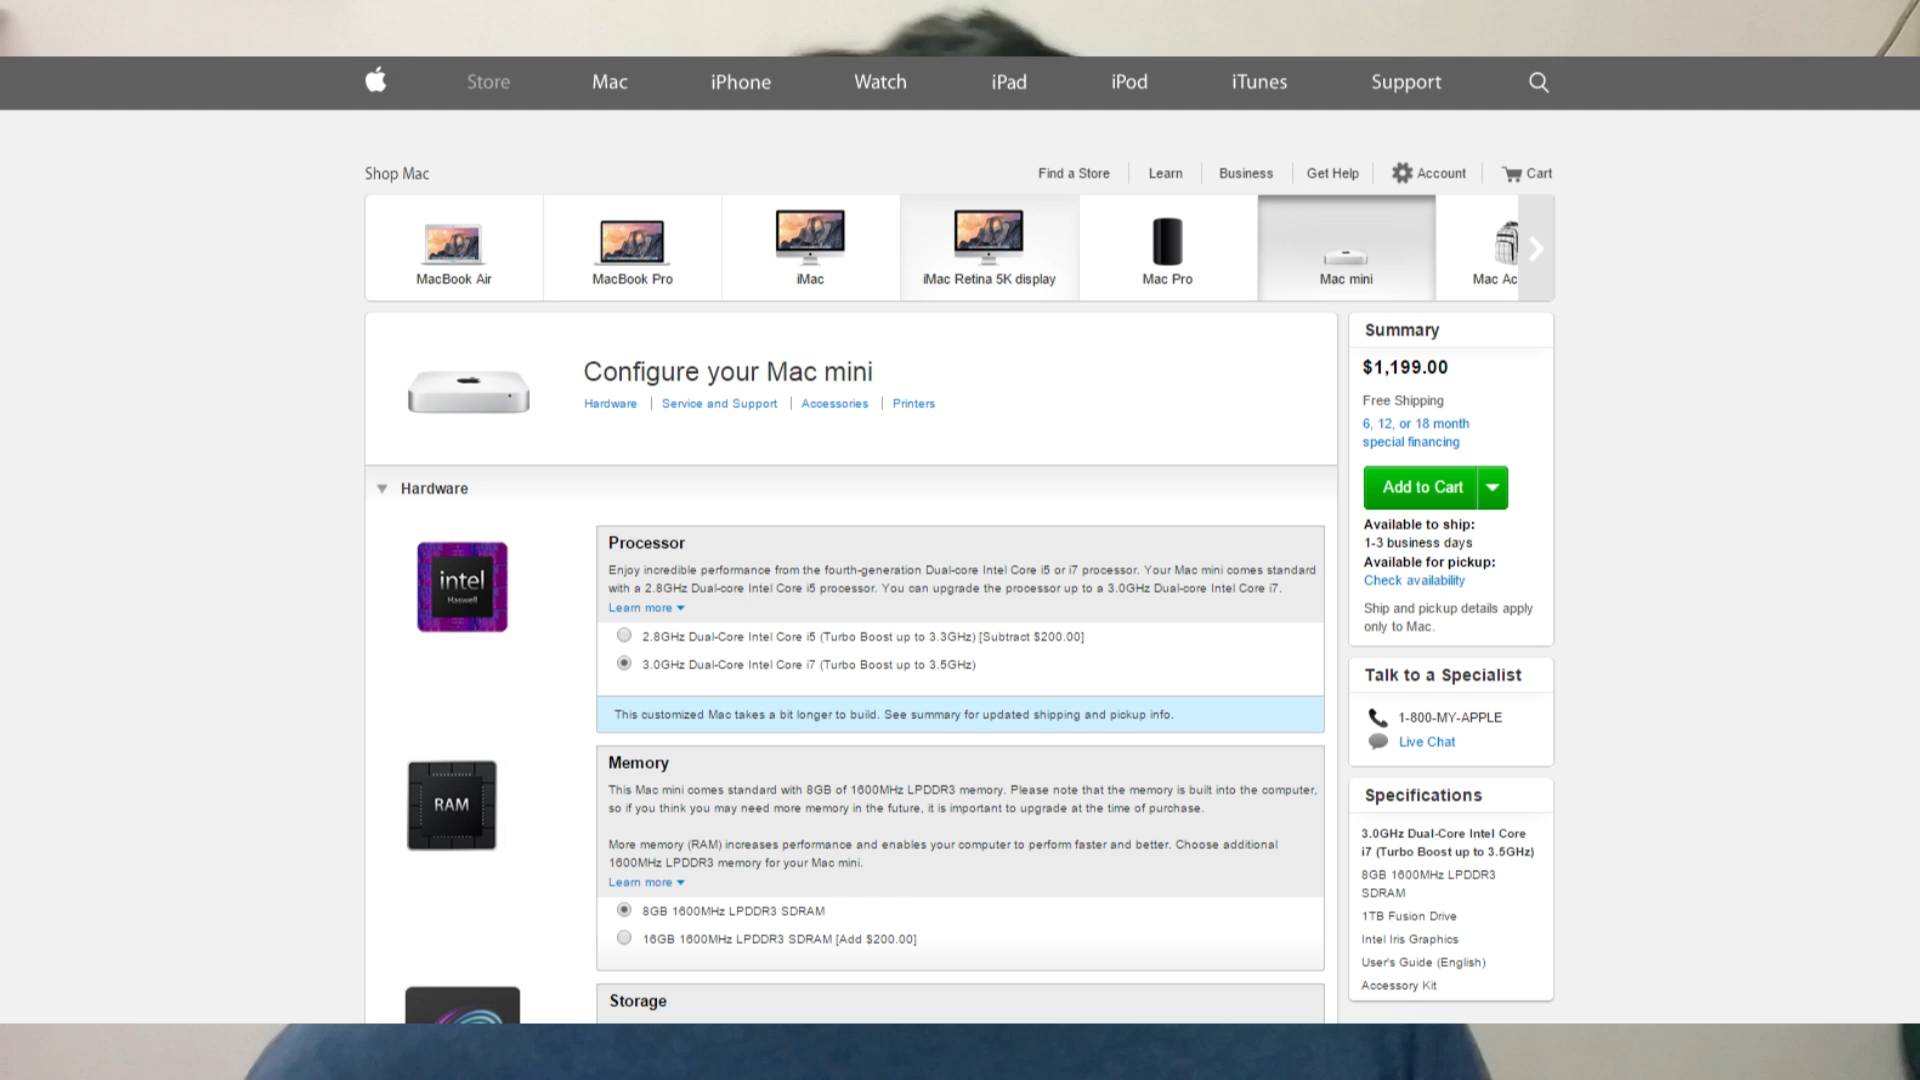 Store Mac iPhone Watch iPad iPod iTunes Support
Shop Mac
Find a Store Learn Business Get Help Account Cart
MacBook Air MacBook Pro iMac iMac Retina 5K display Mac Pro Mac mini Mac Ac
Configure your Mac mini
Hardware Service and Support Accessories Printers
Hardware
intel
Haswell
Processor
Enjoy incredible performance from the fourth-generation Dual-core Intel Core i5 or i7 processor. Your Mac mini comes standard
with a 2.8GHz Dual-core Intel Core i5 processor. You can upgrade the processor up to a 3.0GHz Dual-core Intel Core i7.
Learn more
2.8GHz Dual-Core Intel Core i5 (Turbo Boost up to 3.3GHz) [Subtract $200.00]
3.0GHz Dual-Core Intel Core i7 (Turbo Boost up to 3.5GHz)
This customized Mac takes a bit longer to build. See summary for updated shipping and pickup info.
RAM
Memory
This Mac mini comes standard with 8GB of 1600MHz LPDDR3 memory. Please note that the memory is built into the computer,
so if you think you may need more memory in the future, it is important to upgrade at the time of purchase.
More memory (RAM) increases performance and enables your computer to perform faster and better. Choose additional
1600MHz LPDDR3 memory for your Mac mini.
Learn more
8GB 1600MHz LPDDR3 SDRAM
16GB 1600MHz LPDDR3 SDRAM [Add $200.00]
Storage
Summary
$1,199.00
Free Shipping
6, 12, or 18 month
special financing
Add to Cart
Available to ship:
1-3 business days
Available for pickup:
Check availability
Ship and pickup details apply
only to Mac.
Talk to a Specialist
1-800-MY-APPLE
Live Chat
Specifications
3.0GHz Dual-Core Intel Core
i7 (Turbo Boost up to 3.5GHz)
8GB 1600MHz LPDDR3
SDRAM
1TB Fusion Drive
Intel Iris Graphics
User's Guide (English)
Accessory Kit